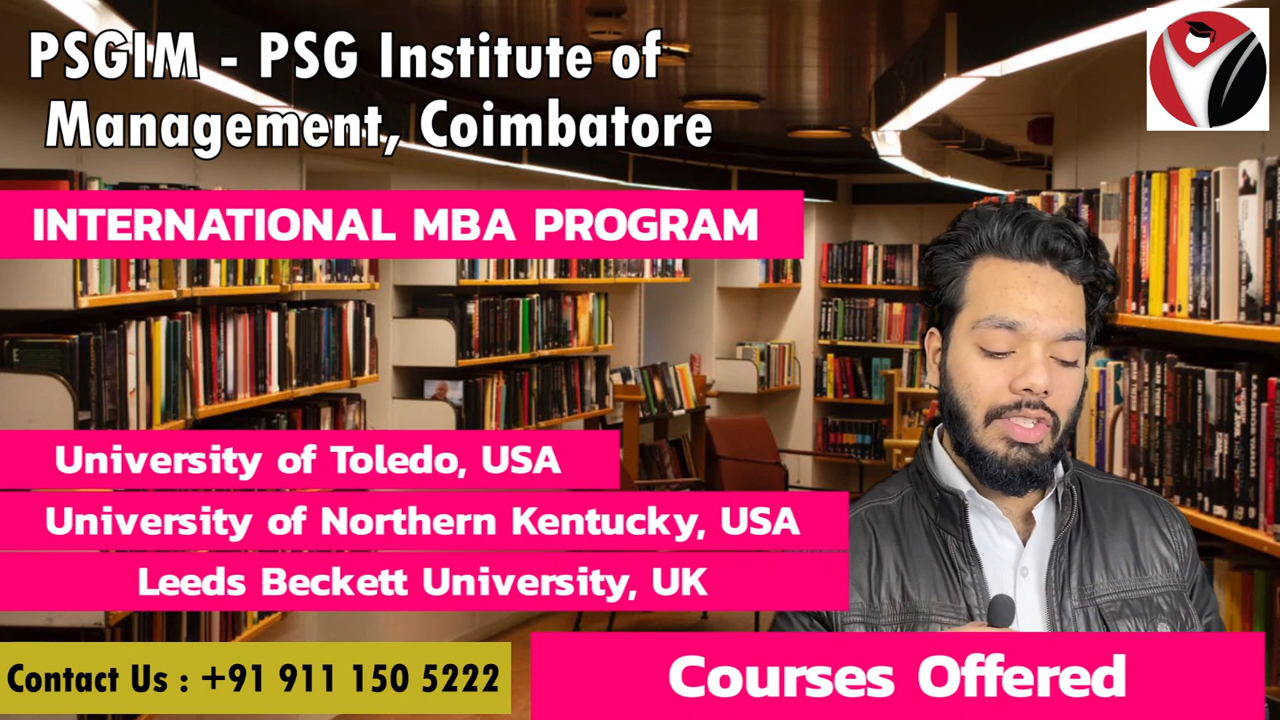 PSGIM - PSG Institute of
Management, Coimbatore
INTERNATIONAL MBA PROGRAM
University of Toledo, USA
University of Northern Kentucky, USA
Leeds Beckett University, UK
Contact Us : +91 911 150 5222
Courses Offered